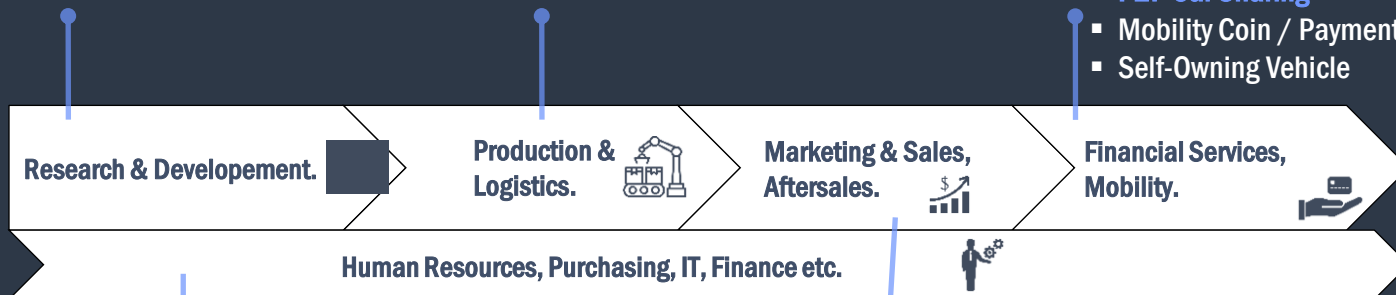 Mobility Coin / Payment
Self-Owning Vehicle
Research & Developement.
Production &
Logistics.
Marketing & Sales,
Aftersales.
Financial Services,
Mobility.
$
Human Resources, Purchasing, IT, Finance etc.